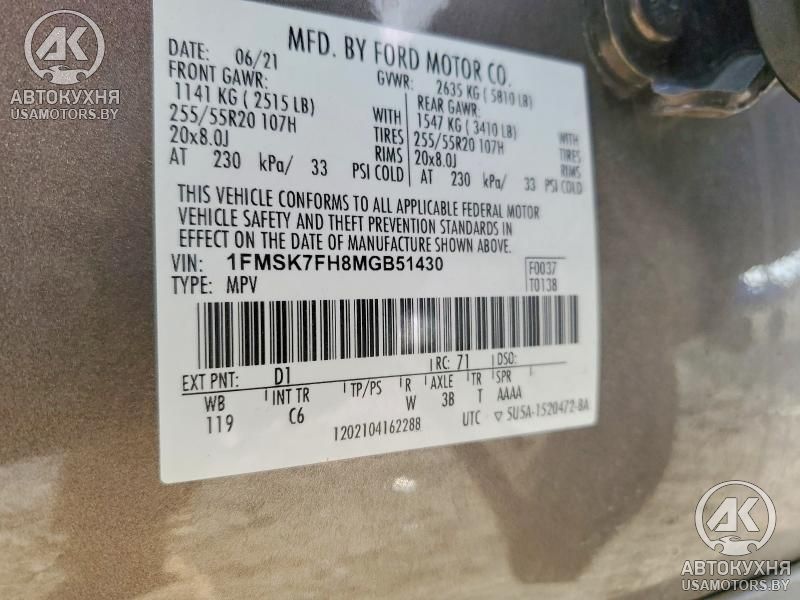 AK
АВТОКУХНЯ
USAMOTORS.BY
MFD. BY FORD MOTOR CO.
DATE: 06/21
GVWR: 2635 KG ( 5810 LB)
FRONT GAWR:
REAR GAWR:
1141 KG ( 2515 LB)
WITH
1547 KG ( 3410 LB)
WITH
255/55R20 107H
TIRES
255/55R20 107H
TIRES
20x8.0J
RIMS
20x8.0J
RIMS
AT 230 kPa/ 33 PSI COLD
AT 230 kPa/ 33 PSI COLD
THIS VEHICLE CONFORMS TO ALL APPLICABLE FEDERAL MOTOR
VEHICLE SAFETY AND THEFT PREVENTION STANDARDS IN
EFFECT ON THE DATE OF MANUFACTURE SHOWN ABOVE.
VIN: 1FMSK7FH8MGB51430
F0037
TYPE: MPV
T0138
EXT PNT: D1
RC: 71
DSO:
WB
INT TR
TP/PS
R
AXLE
TR
SPR
119
C6
W
3B
T
AAAA
1202104162288
UTC
▽ 5U5A-1520472-BA
AK
АВТОКУХНЯ
USAMOTORS.BY